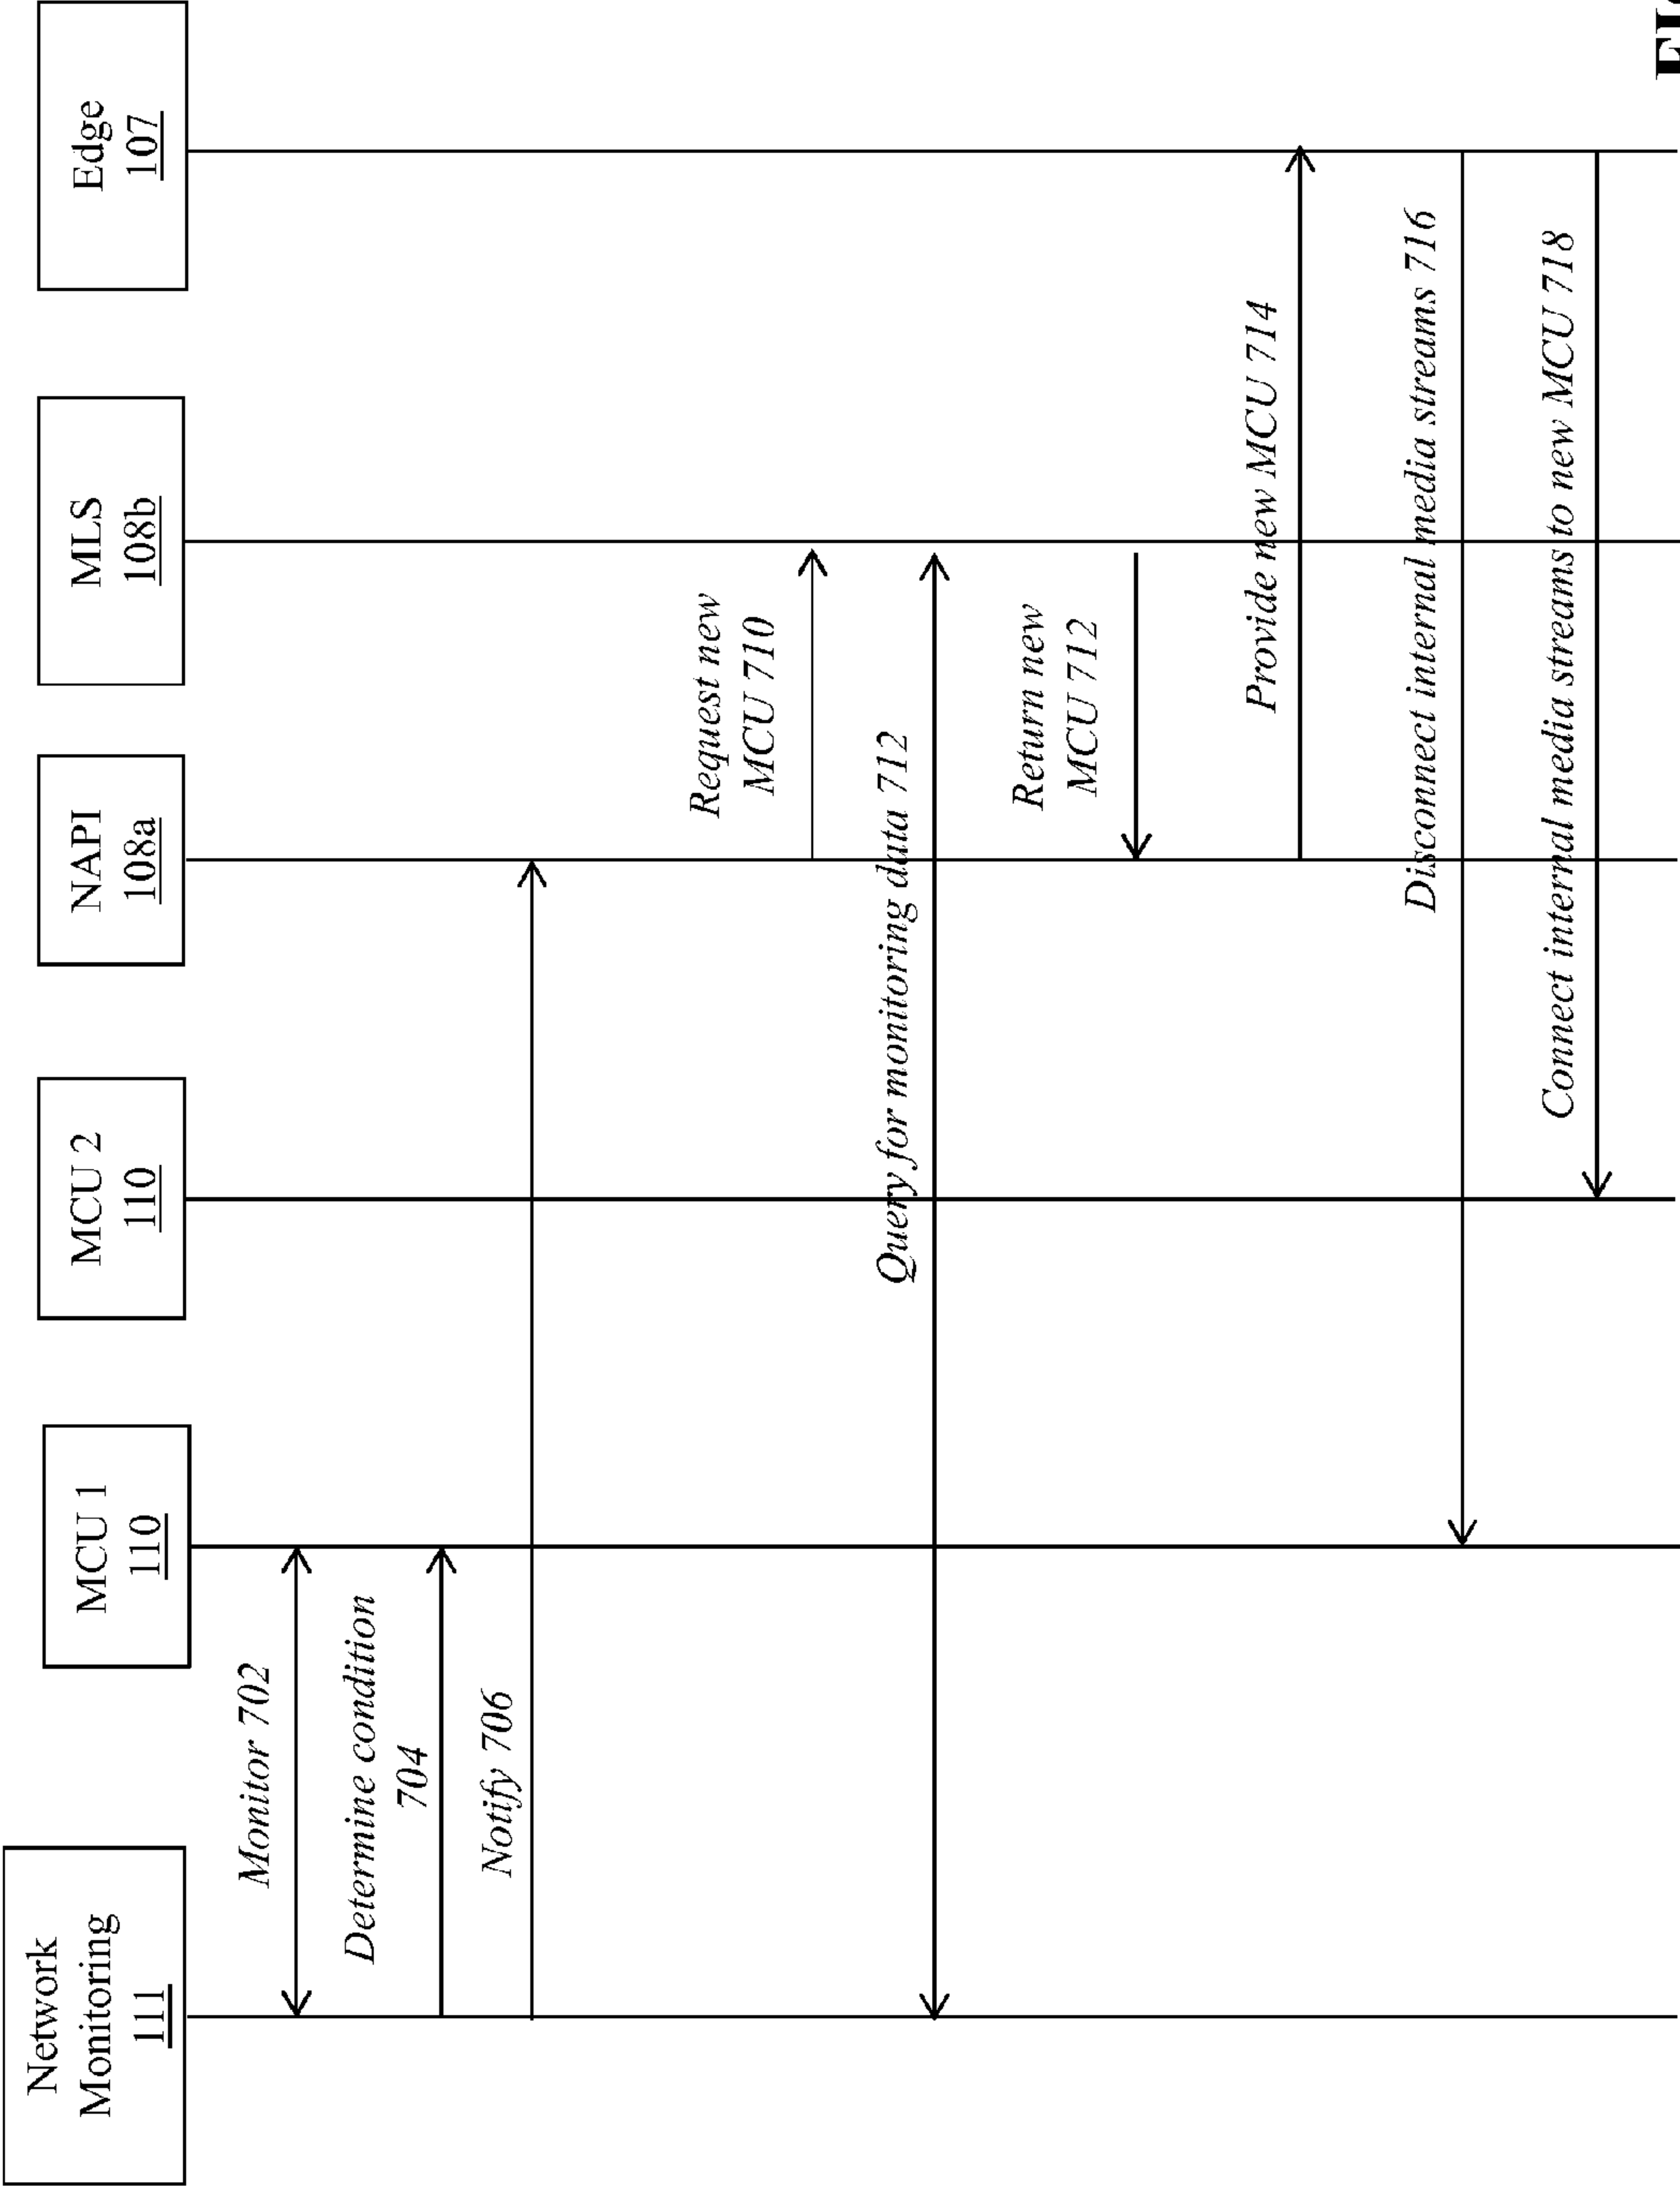 Network
Monitoring
111
MCU 1
110
MCU 2
110
NAPI
108a
MLS
108b
Edge
107
Monitor 702
Determine condition
704
Notify 706
Request new
MCU 710
Query for monitoring data 712
Return new
MCU 712
Provide new MCU 714
Disconnect internal media streams 716
Connect internal media streams to new MCU 718